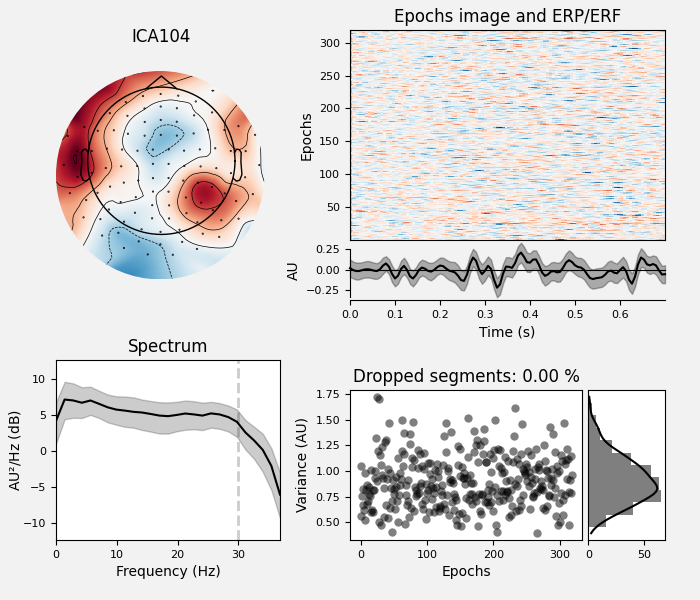 ICA104
Epochs image and ERP/ERF
300
250
200
150
100
50
Epochs
0.25
0.00
−0.25
AU
0.0 0.1 0.2 0.3 0.4 0.5 0.6
Time (s)
Spectrum
10
5
0
−5
−10
AU²/Hz (dB)
0 10 20 30
Frequency (Hz)
Dropped segments: 0.00 %
1.75
1.50
1.25
1.00
0.75
0.50
Variance (AU)
0 100 200 300
Epochs
0 50